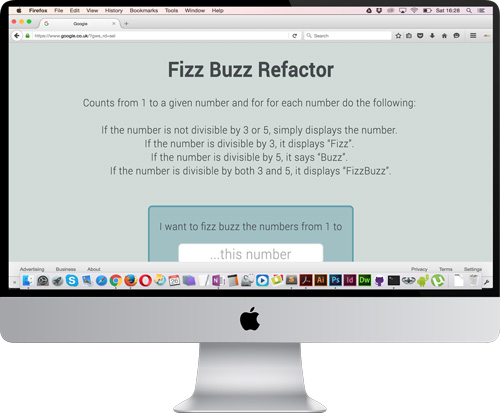 Firefox File Edit View History Bookmarks Tools Window Help Sat 16:28
Google
https://www.google.co.uk/?gws_rd=ssl Search
Fizz Buzz Refactor
Counts from 1 to a given number and for for each number do the following:
If the number is not divisible by 3 or 5, simply displays the number.
If the number is divisible by 3, it displays “Fizz”.
If the number is divisible by 5, it says “Buzz”.
If the number is divisible by both 3 and 5, it displays “FizzBuzz”.
I want to fizz buzz the numbers from 1 to
...this number
Advertising Business About Privacy Terms Settings
26 Ai Ps Id Dw